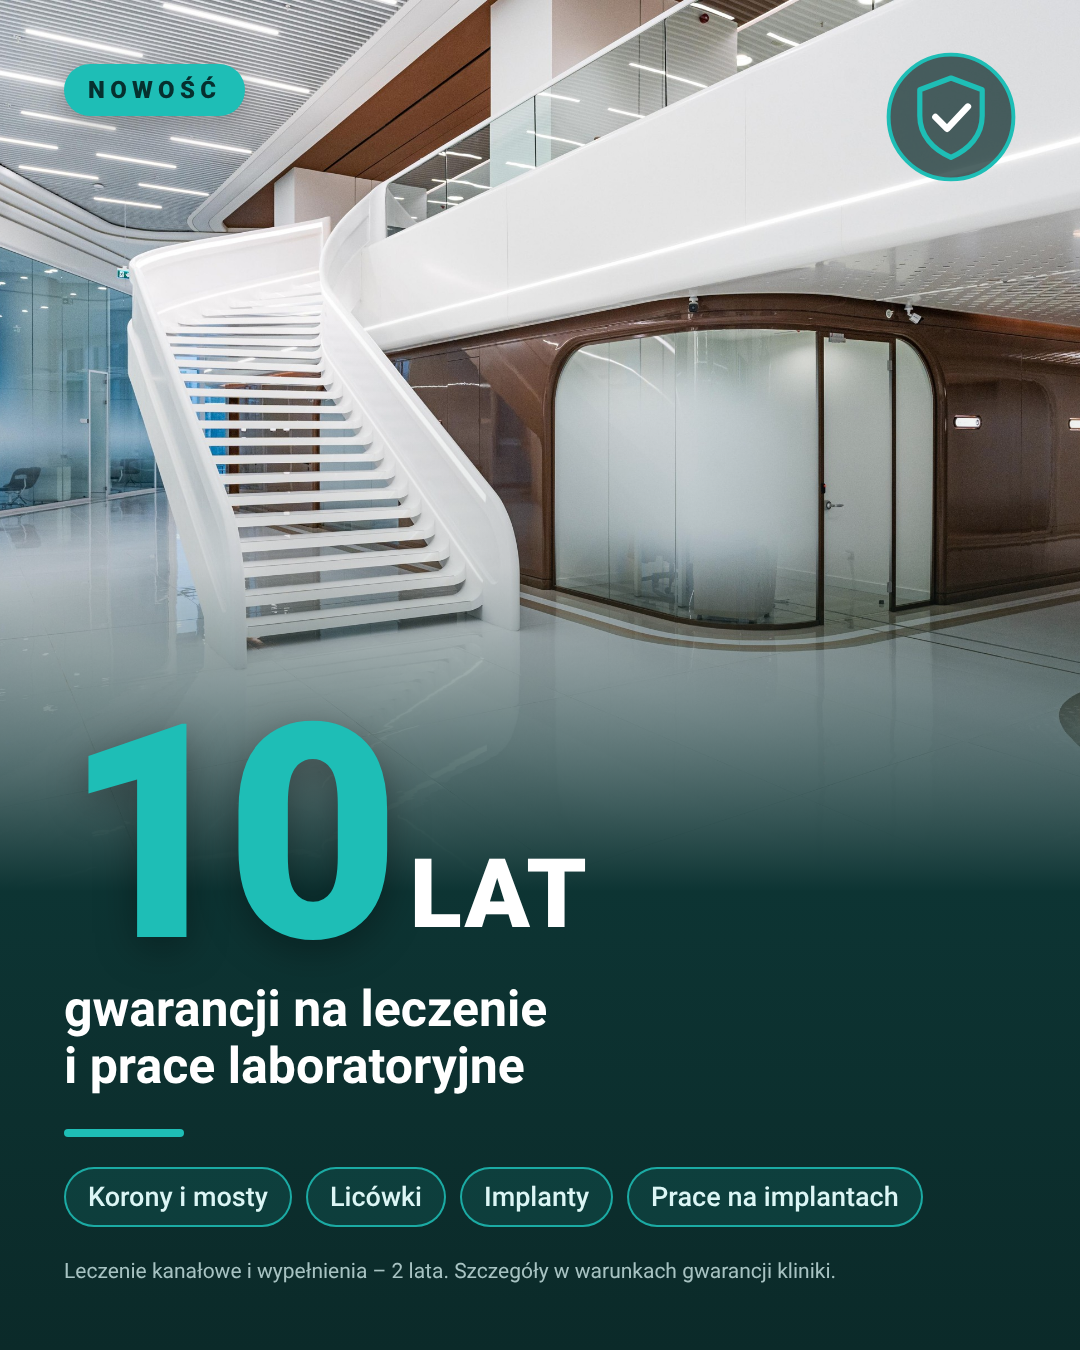 NOWOŚĆ
10 LAT
gwarancji na leczenie
i prace laboratoryjne
Korony i mosty
Licówki
Implanty
Prace na implantach
Leczenie kanałowe i wypełnienia – 2 lata. Szczegóły w warunkach gwarancji kliniki.